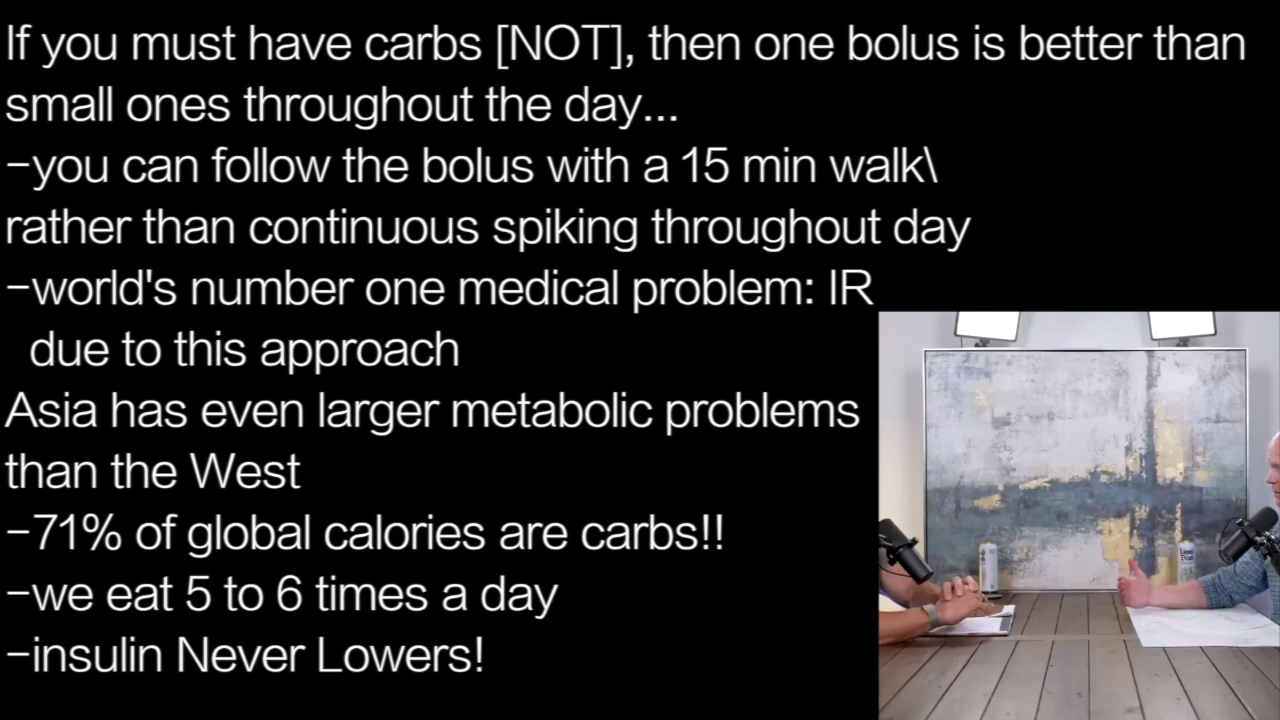 If you must have carbs [NOT], then one bolus is better than
small ones throughout the day...
−you can follow the bolus with a 15 min walk\
rather than continuous spiking throughout day
−world's number one medical problem: IR
due to this approach
Asia has even larger metabolic problems
than the West
−71% of global calories are carbs!!
−we eat 5 to 6 times a day
−insulin Never Lowers!